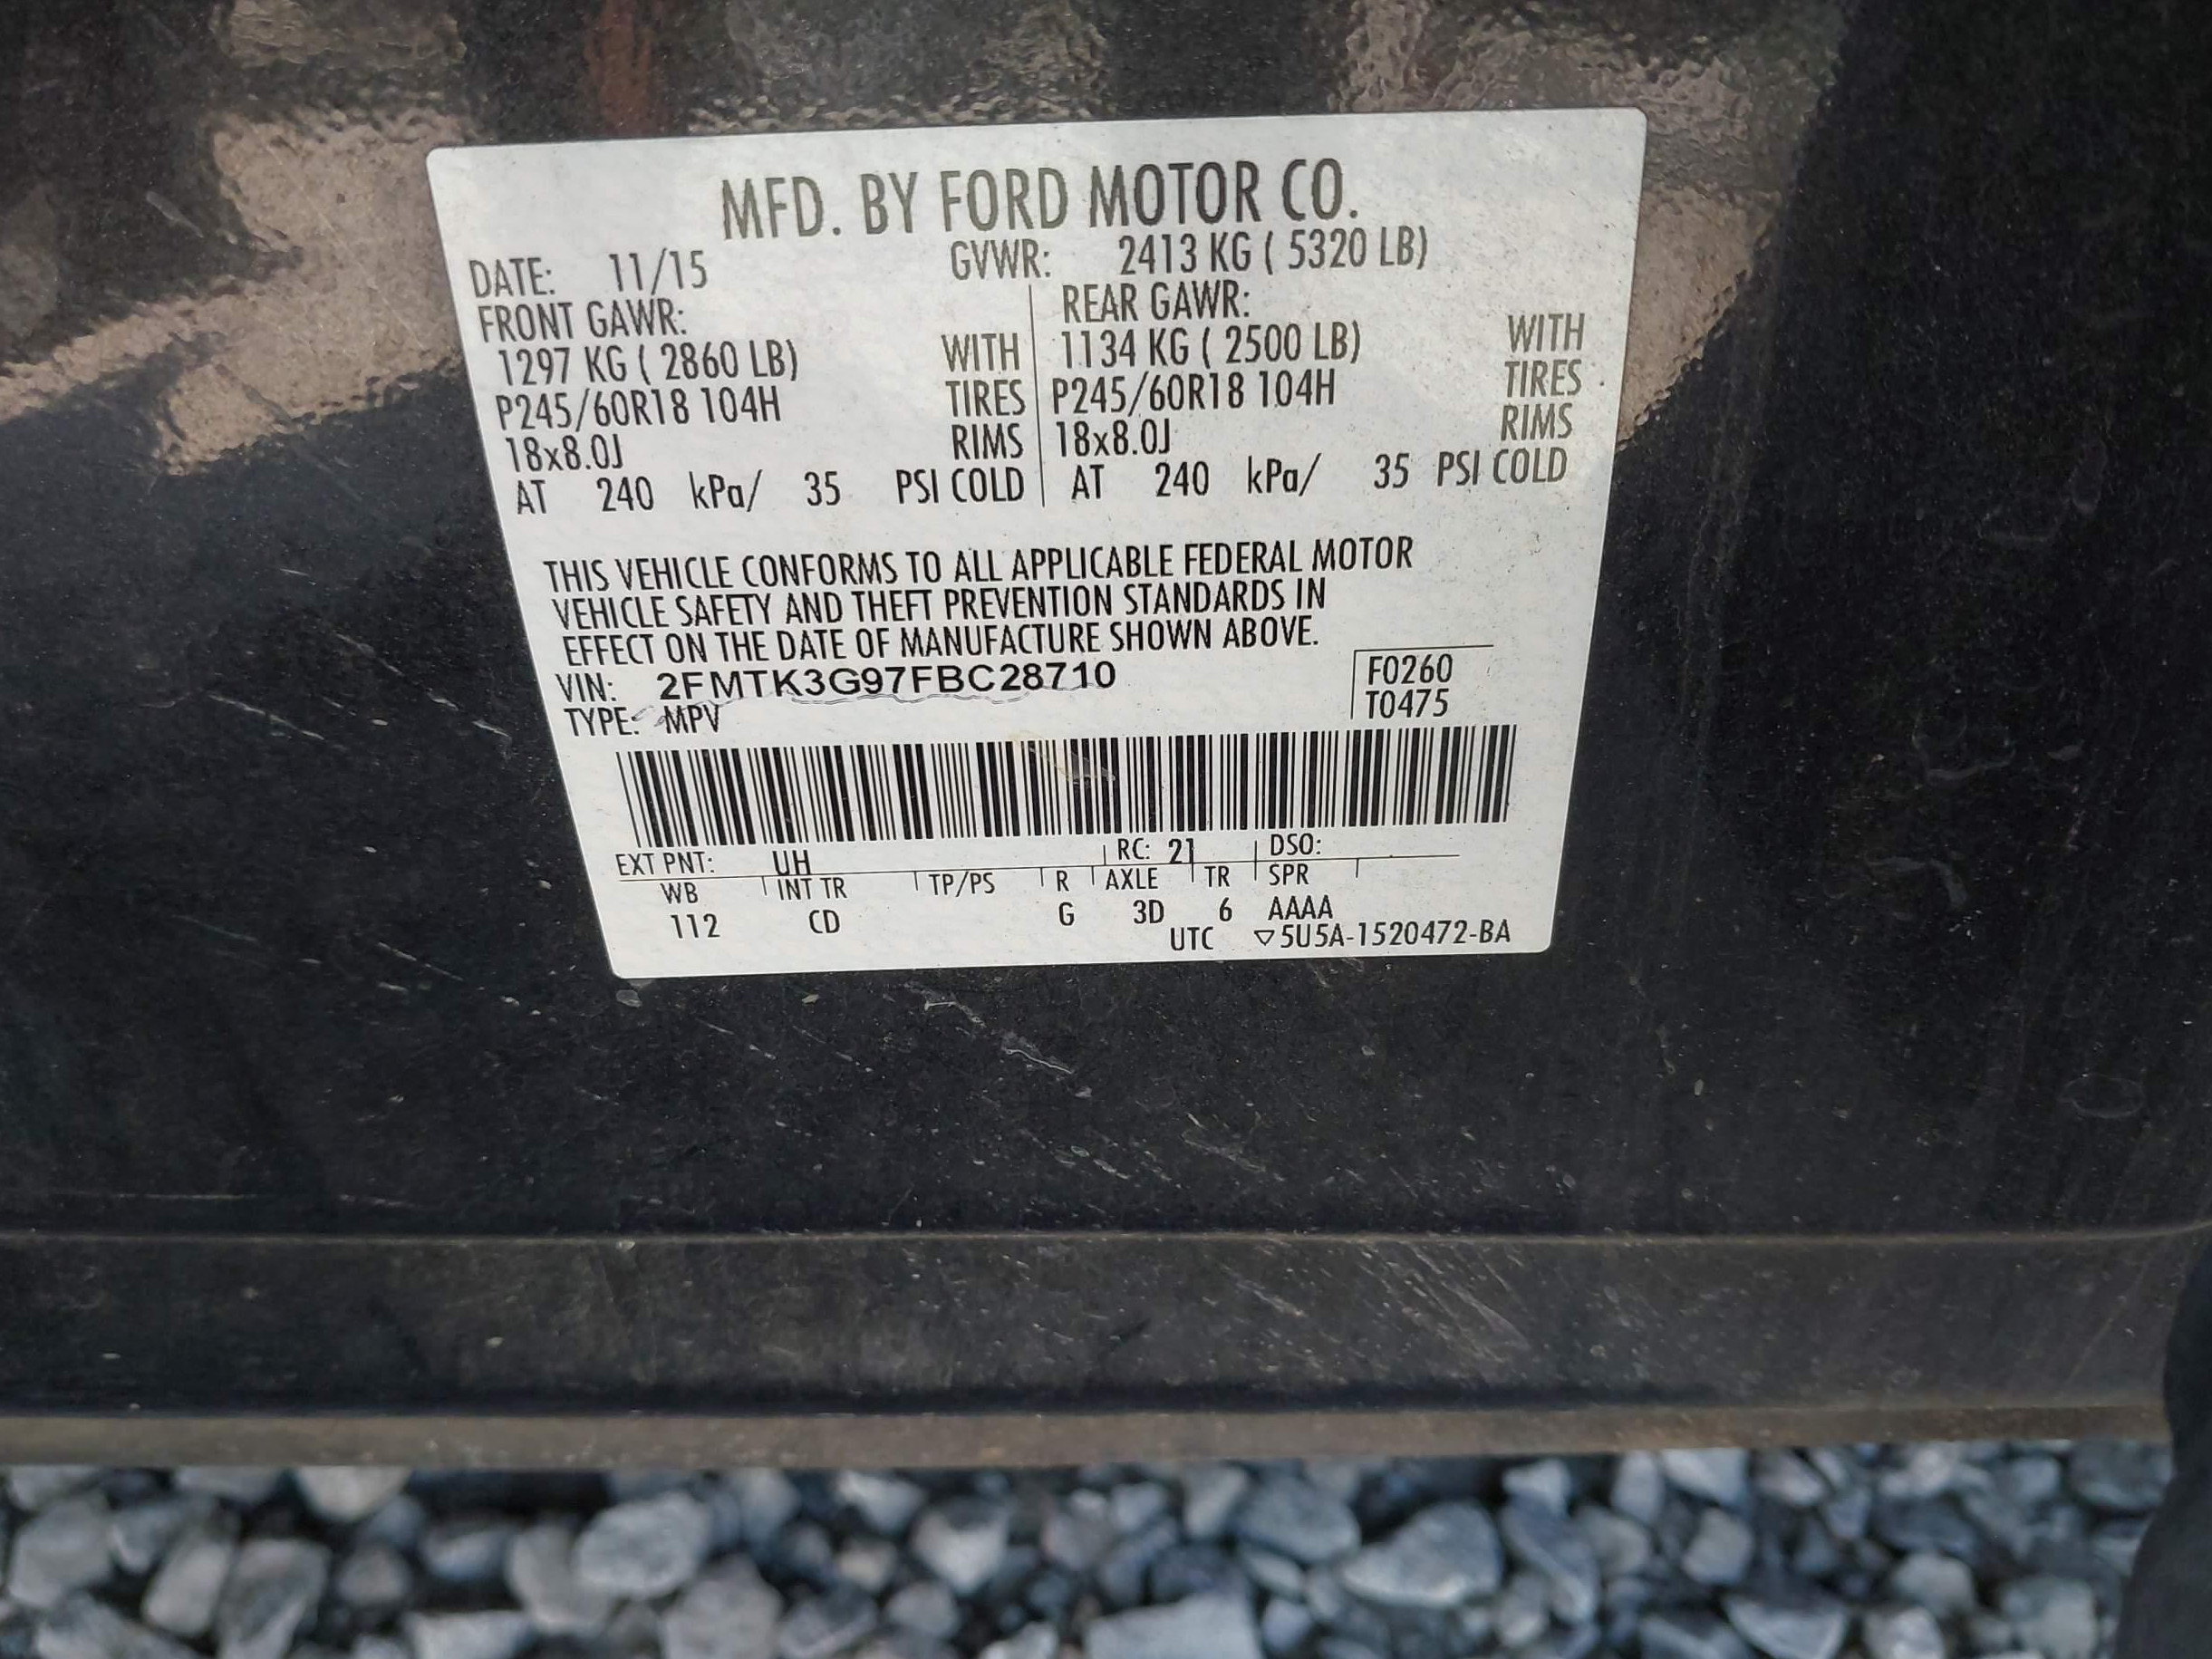 MFD. BY FORD MOTOR CO.
DATE: 11/15 GVWR: 2413 KG ( 5320 LB)
FRONT GAWR: REAR GAWR:
1297 KG ( 2860 LB) WITH 1134 KG ( 2500 LB) WITH
P245/60R18 104H TIRES P245/60R18 104H TIRES
18x8.0J RIMS 18x8.0J RIMS
AT 240 kPa/ 35 PSI COLD AT 240 kPa/ 35 PSI COLD
THIS VEHICLE CONFORMS TO ALL APPLICABLE FEDERAL MOTOR
VEHICLE SAFETY AND THEFT PREVENTION STANDARDS IN
EFFECT ON THE DATE OF MANUFACTURE SHOWN ABOVE.
VIN: 2FMTK3G97FBC28710 F0260
TYPE: MPV T0475
EXT PNT: UH RC: 21 DSO:
WB INT TR TP/PS R AXLE TR SPR
112 CD G 3D 6 AAAA
UTC ▽5U5A-1520472-BA